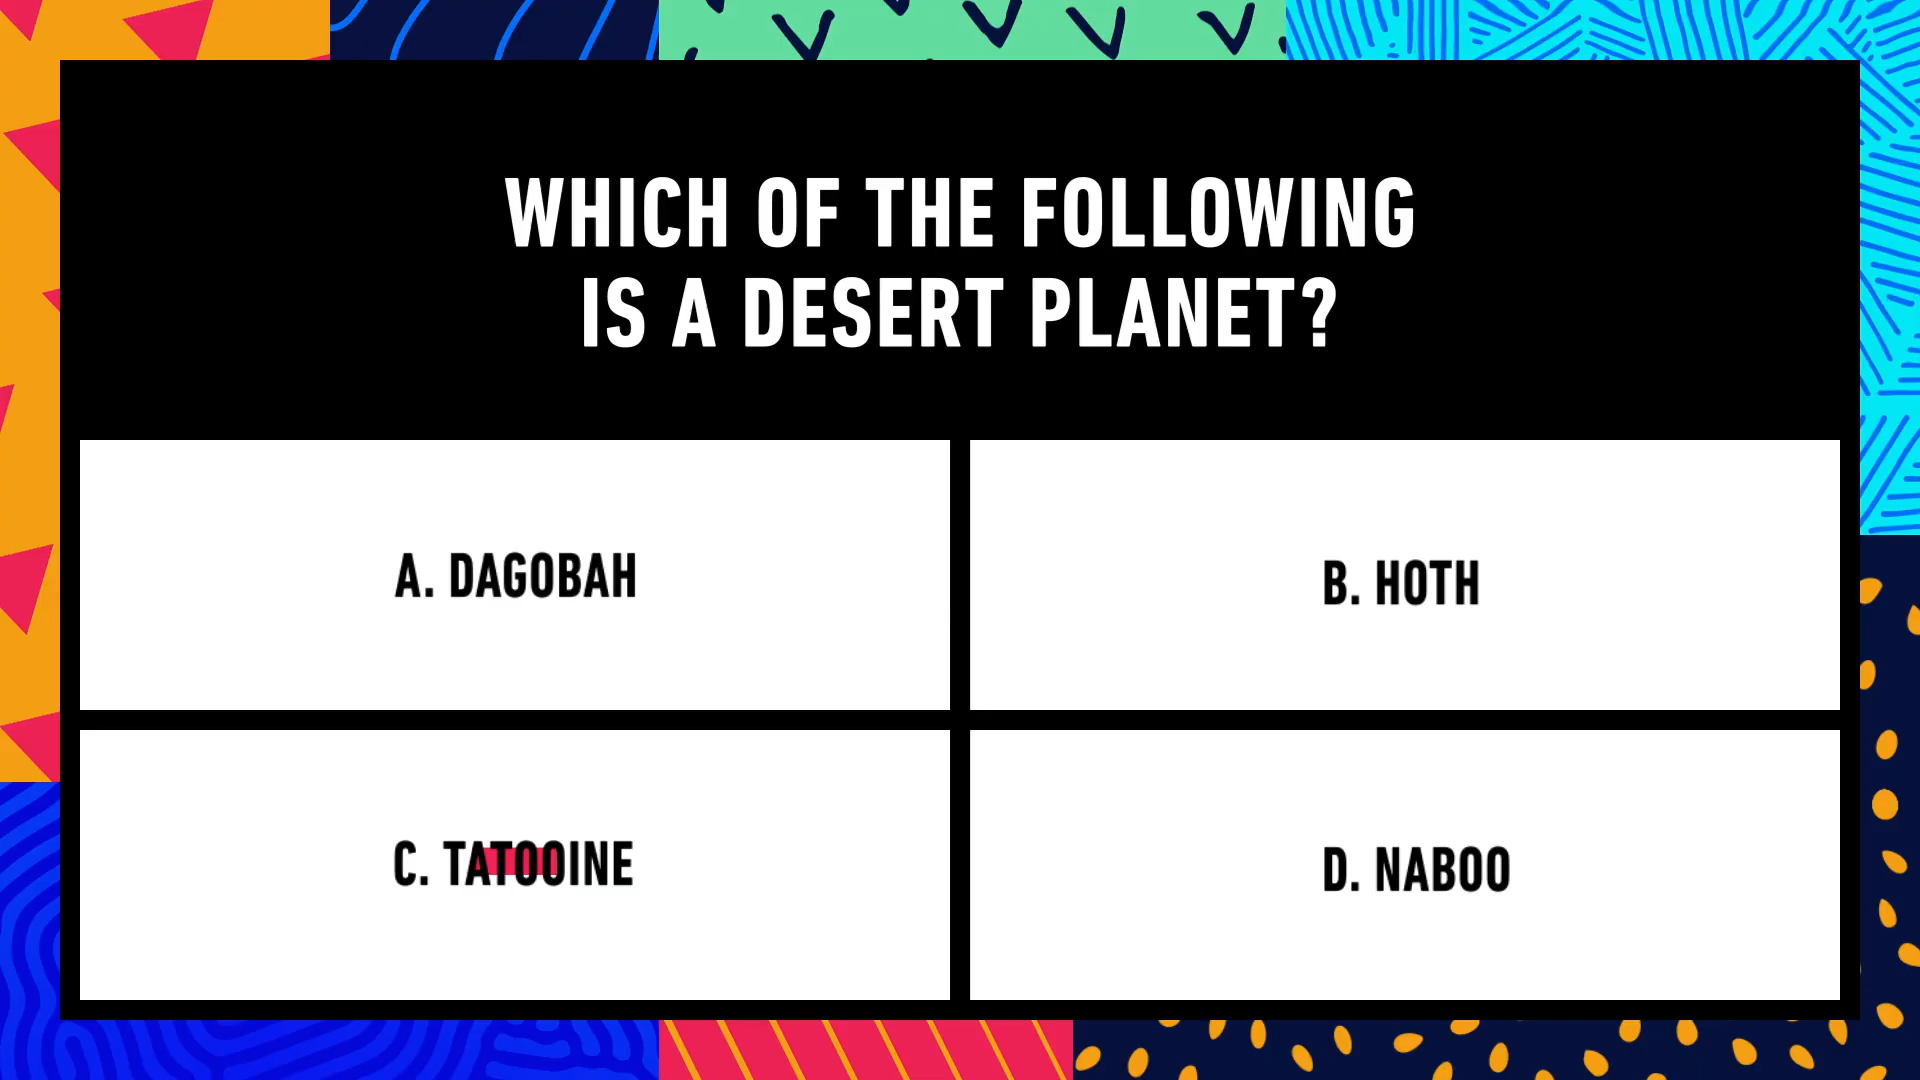 WHICH OF THE FOLLOWING
IS A DESERT PLANET?
A. DAGOBAH
B. HOTH
C. TATOOINE
D. NABOO